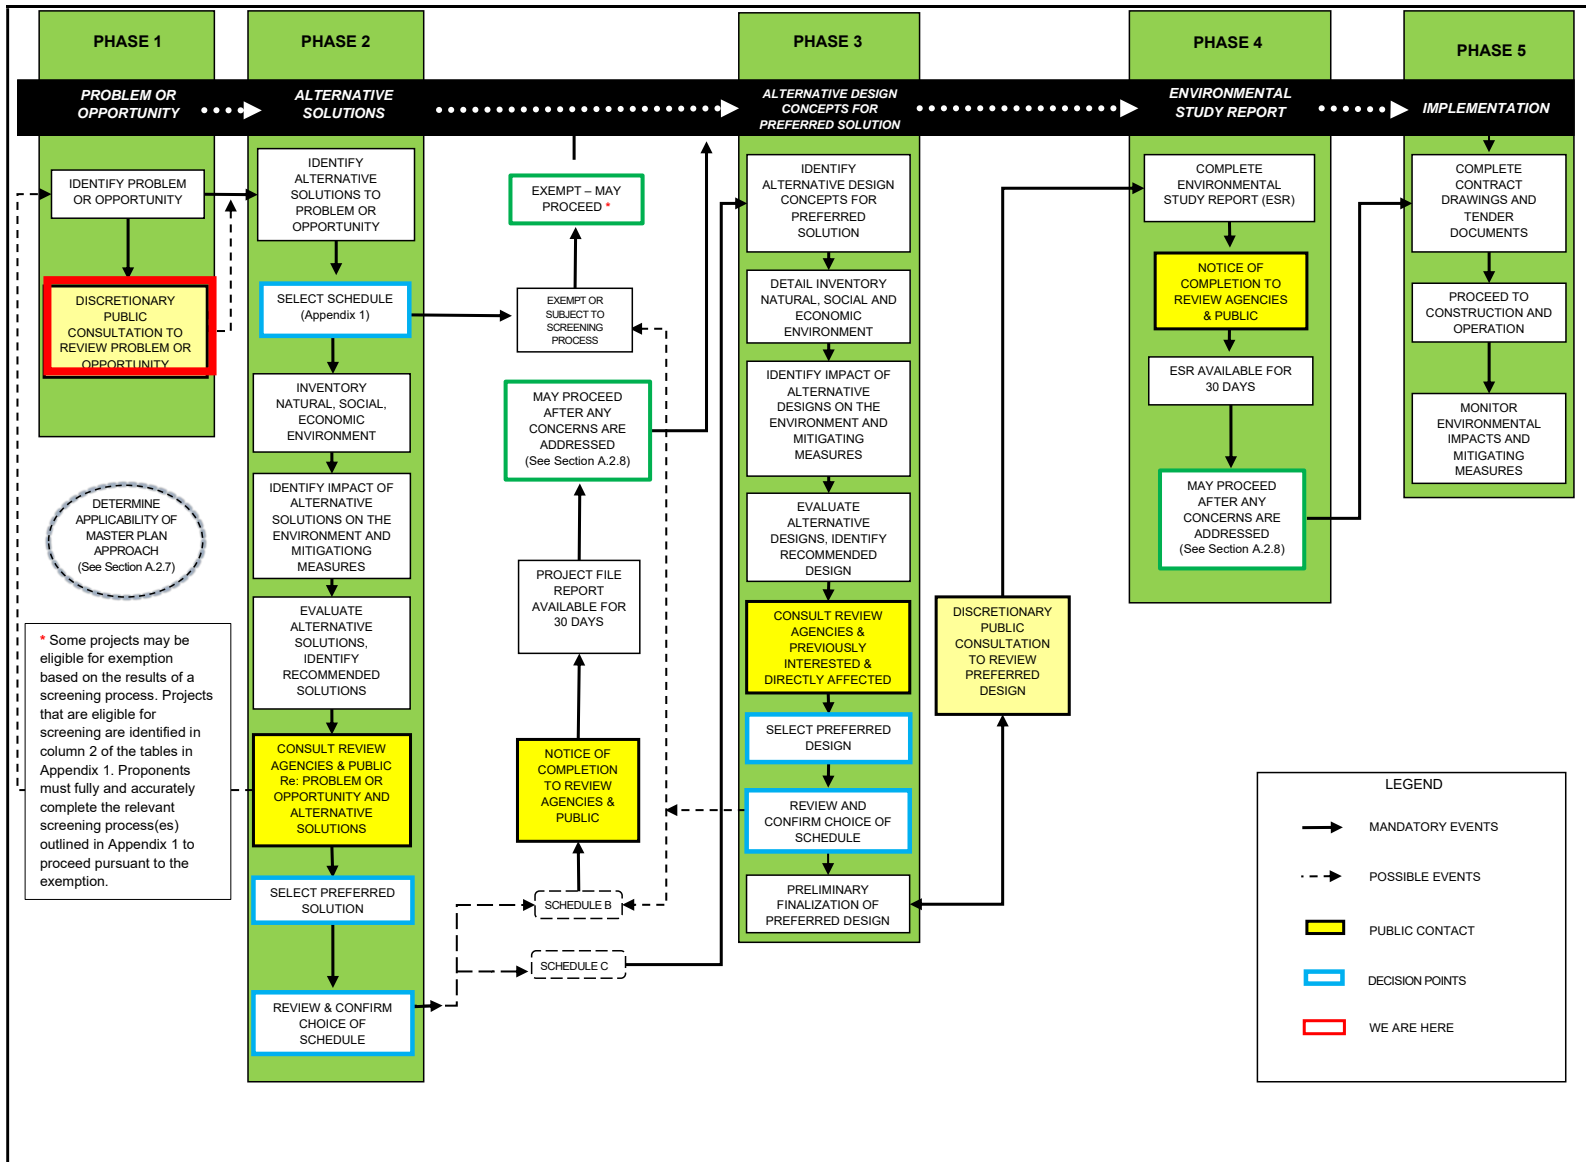 PHASE 1
PROBLEM OR
OPPORTUNITY
IDENTIFY PROBLEM
OR OPPORTUNITY
DISCRETIONARY
PUBLIC
CONSULTATION TO
REVIEW PROBLEM OR
OPPORTUNITY
DETERMINE
APPLICABILITY OF
MASTER PLAN
APPROACH
(See Section A.2.7)
* Some projects may be
eligible for exemption
based on the results of a
screening process. Projects
that are eligible for
screening are identified in
column 2 of the tables in
Appendix 1. Proponents
must fully and accurately
complete the relevant
screening process(es)
outlined in Appendix 1 to
proceed pursuant to the
exemption.
PHASE 2
ALTERNATIVE
SOLUTIONS
IDENTIFY
ALTERNATIVE
SOLUTIONS TO
PROBLEM OR
OPPORTUNITY
SELECT SCHEDULE
(Appendix 1)
INVENTORY
NATURAL, SOCIAL,
ECONOMIC
ENVIRONMENT
IDENTIFY IMPACT OF
ALTERNATIVE
SOLUTIONS ON THE
ENVIRONMENT AND
MITIGATIONG
MEASURES
EVALUATE
ALTERNATIVE
SOLUTIONS,
IDENTIFY
RECOMMENDED
SOLUTIONS
CONSULT REVIEW
AGENCIES & PUBLIC
Re: PROBLEM OR
OPPORTUNITY AND
ALTERNATIVE
SOLUTIONS
SELECT PREFERRED
SOLUTION
REVIEW & CONFIRM
CHOICE OF
SCHEDULE
EXEMPT – MAY
PROCEED *
EXEMPT OR
SUBJECT TO
SCREENING
PROCESS
MAY PROCEED
AFTER ANY
CONCERNS ARE
ADDRESSED
(See Section A.2.8)
PROJECT FILE
REPORT
AVAILABLE FOR
30 DAYS
NOTICE OF
COMPLETION
TO REVIEW
AGENCIES &
PUBLIC
SCHEDULE B
SCHEDULE C
PHASE 3
ALTERNATIVE DESIGN
CONCEPTS FOR
PREFERRED SOLUTION
IDENTIFY
ALTERNATIVE DESIGN
CONCEPTS FOR
PREFERRED
SOLUTION
DETAIL INVENTORY
NATURAL, SOCIAL AND
ECONOMIC
ENVIRONMENT
IDENTIFY IMPACT OF
ALTERNATIVE
DESIGNS ON THE
ENVIRONMENT AND
MITIGATING
MEASURES
EVALUATE
ALTERNATIVE
DESIGNS, IDENTIFY
RECOMMENDED
DESIGN
CONSULT REVIEW
AGENCIES &
PREVIOUSLY
INTERESTED &
DIRECTLY AFFECTED
SELECT PREFERRED
DESIGN
REVIEW AND
CONFIRM CHOICE OF
SCHEDULE
PRELIMINARY
FINALIZATION OF
PREFERRED DESIGN
DISCRETIONARY
PUBLIC
CONSULTATION
TO REVIEW
PREFERRED
DESIGN
PHASE 4
ENVIRONMENTAL
STUDY REPORT
COMPLETE
ENVIRONMENTAL
STUDY REPORT (ESR)
NOTICE OF
COMPLETION TO
REVIEW AGENCIES
& PUBLIC
ESR AVAILABLE FOR
30 DAYS
MAY PROCEED
AFTER ANY
CONCERNS ARE
ADDRESSED
(See Section A.2.8)
PHASE 5
IMPLEMENTATION
COMPLETE
CONTRACT
DRAWINGS AND
TENDER
DOCUMENTS
PROCEED TO
CONSTRUCTION AND
OPERATION
MONITOR
ENVIRONMENTAL
IMPACTS AND
MITIGATING
MEASURES
LEGEND
MANDATORY EVENTS
POSSIBLE EVENTS
PUBLIC CONTACT
DECISION POINTS
WE ARE HERE